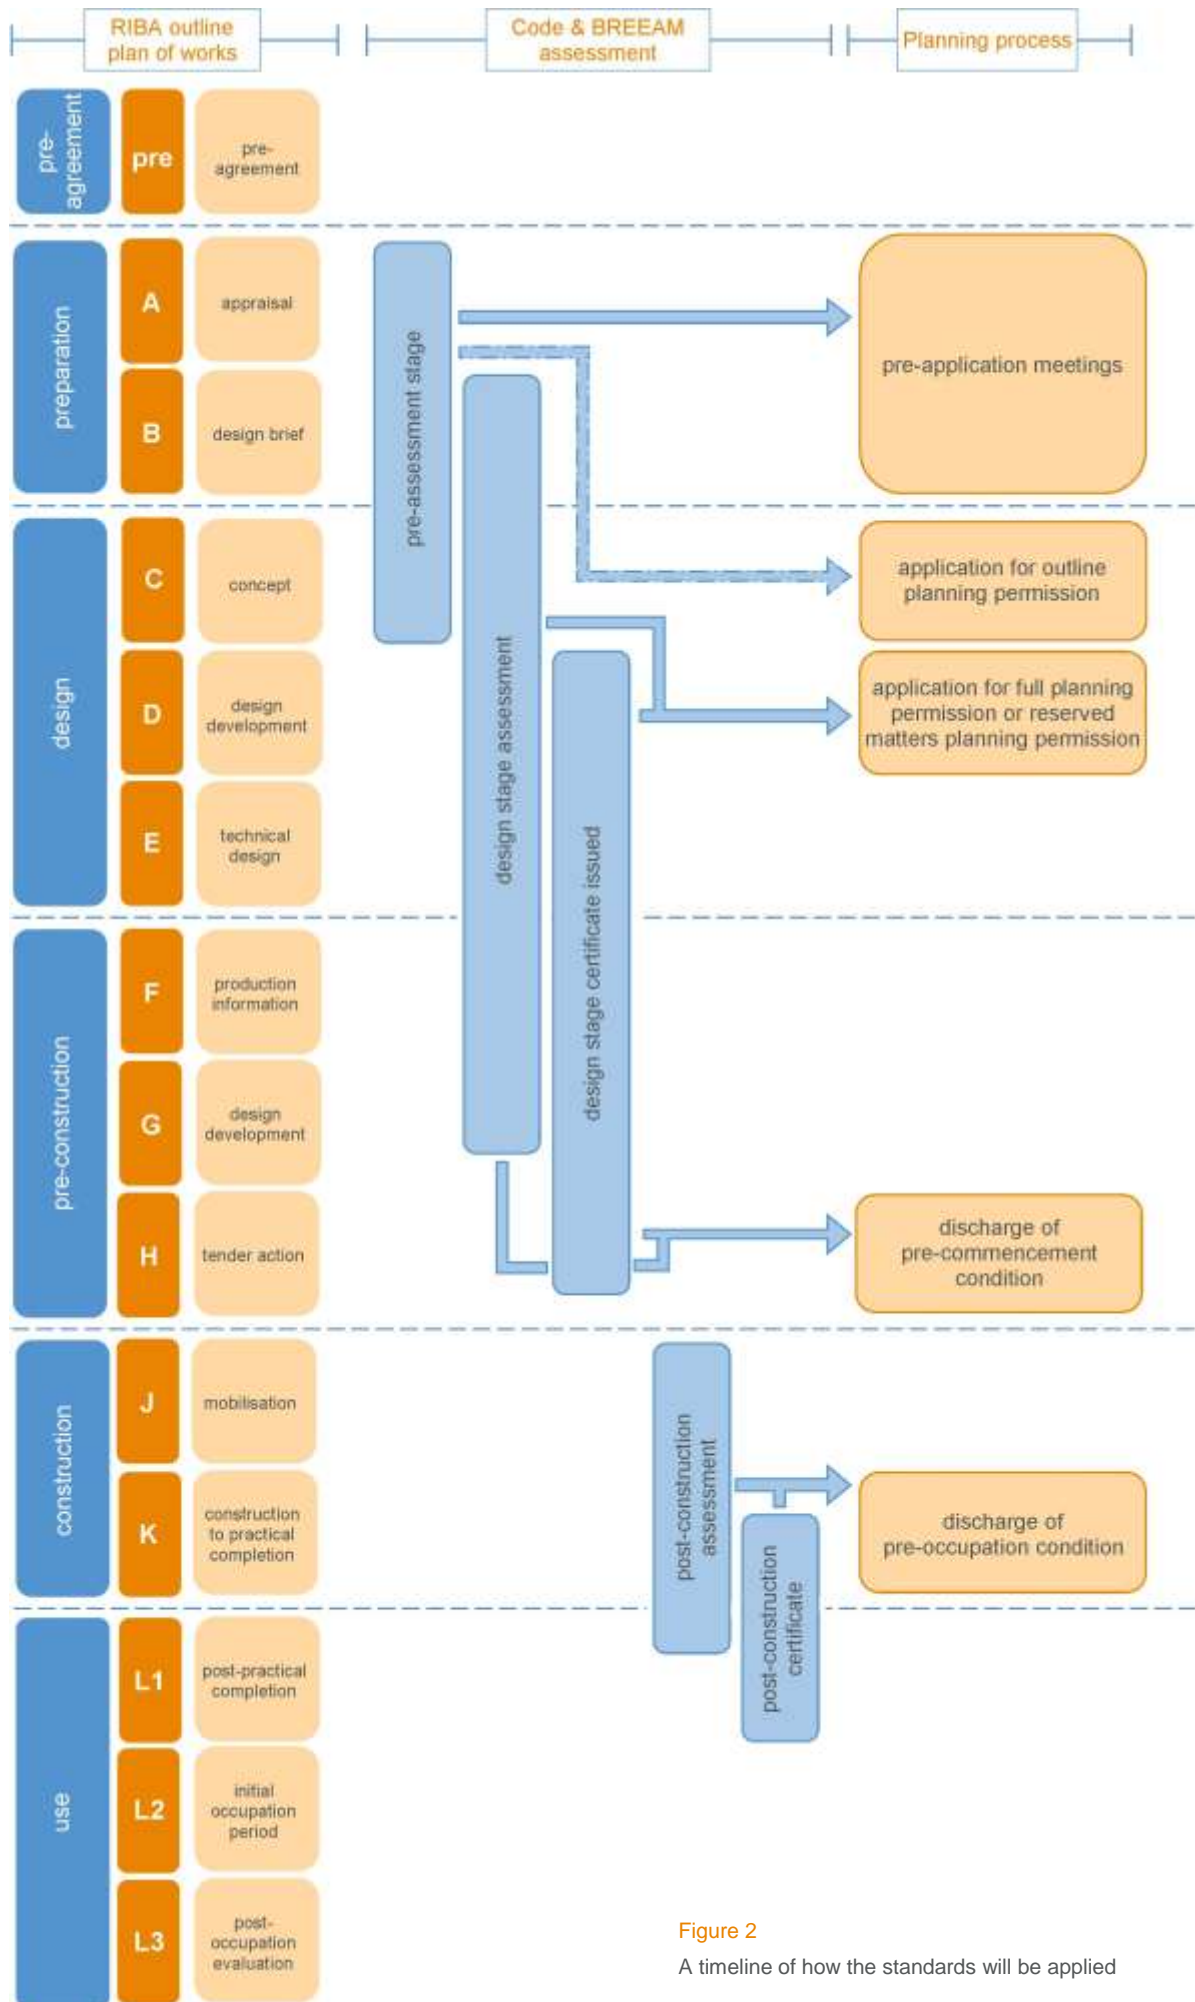 RIBA outline
plan of works
Code & BREEAM
assessment
Planning process
pre-
agreement
pre
pre-
agreement
preparation
A
appraisal
B
design brief
pre-assessment stage
pre-application meetings
design
C
concept
D
design
development
E
technical
design
design stage assessment
design stage certificate issued
application for outline
planning permission
application for full planning
permission or reserved
matters planning permission
pre-construction
F
production
information
G
design
development
H
tender action
discharge of
pre-commencement
condition
construction
J
mobilisation
K
construction
to practical
completion
post-construction
assessment
post-construction
certificate
discharge of
pre-occupation condition
use
L1
post-practical
completion
L2
initial
occupation
period
L3
post-
occupation
evaluation
Figure 2
A timeline of how the standards will be applied